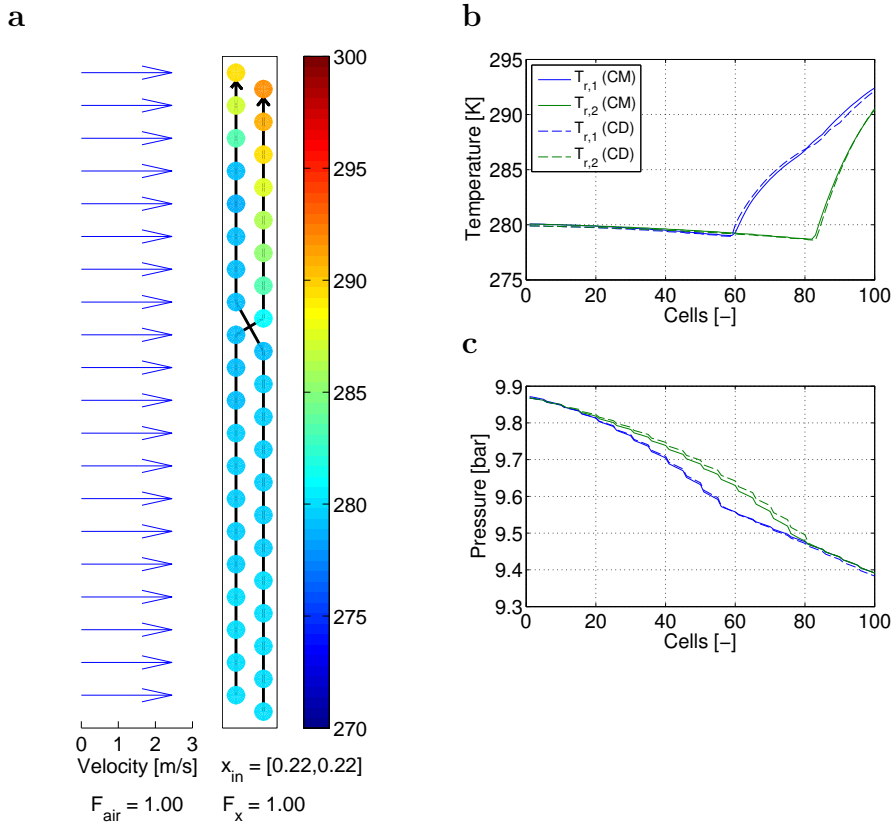 a
300
295
290
285
280
275
270
0 1 2 3
Velocity [m/s]
x_in = [0.22,0.22]
F_air = 1.00
F_x = 1.00
b
295
290
285
280
275
Temperature [K]
T_r,1 (CM)
T_r,2 (CM)
T_r,1 (CD)
T_r,2 (CD)
0 20 40 60 80 100
Cells [−]
c
9.9
9.8
9.7
9.6
9.5
9.4
9.3
Pressure [bar]
0 20 40 60 80 100
Cells [−]